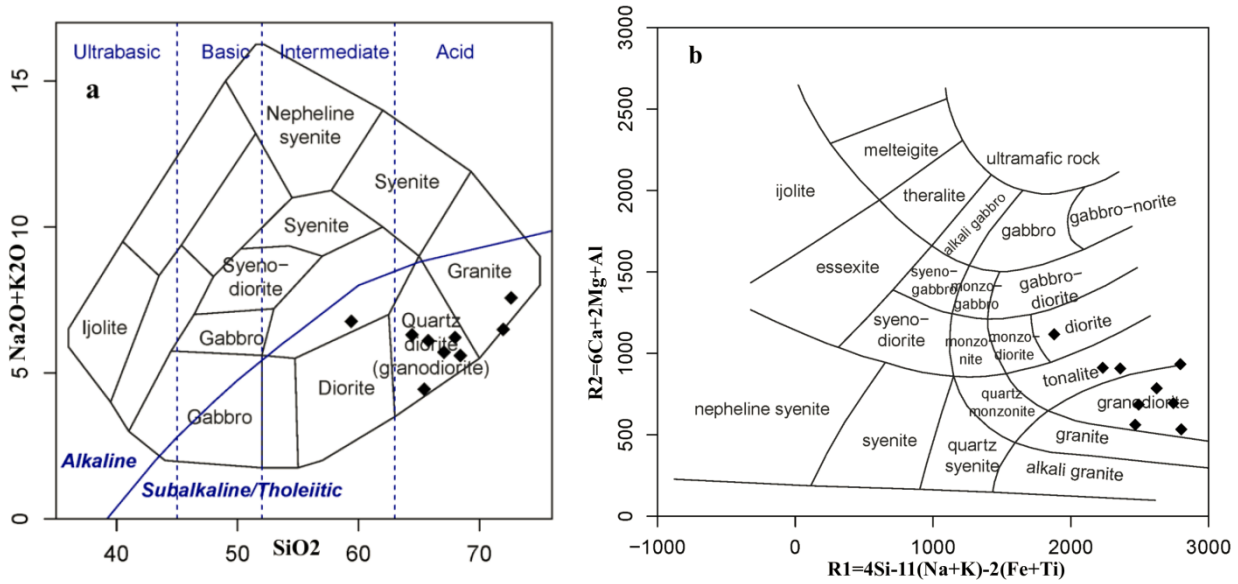 a
Ultrabasic
Basic
Intermediate
Acid
Nepheline
syenite
Syenite
Syenite
Syeno-
diorite
Granite
Ijolite
Gabbro
Quartz
diorite
(granodiorite)
Diorite
Gabbro
Alkaline
Subalkaline/Tholeiitic
15
10
5
0
Na2O+K2O
40
50
60
70
SiO2
b
ultramafic rock
melteigite
ijolite
theralite
alkali gabbro
gabbro
gabbro-norite
essexite
syeno-
gabbro
monzo-
gabbro
gabbro-
diorite
syeno-
diorite
monzo-
nite
monzo-
diorite
diorite
tonalite
nepheline syenite
quartz
monzonite
granodiorite
syenite
quartz
syenite
granite
alkali granite
3000
2500
2000
1500
1000
500
0
R2=6Ca+2Mg+Al
−1000
0
1000
2000
3000
R1=4Si-11(Na+K)-2(Fe+Ti)